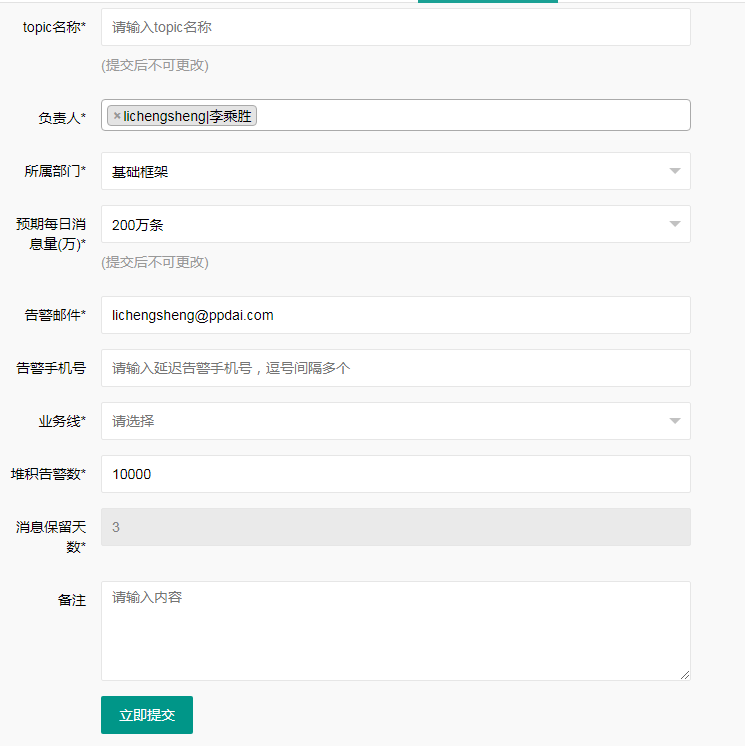 topic名称* 请输入topic名称
(提交后不可更改)
负责人* ×lichengsheng|李乘胜
所属部门* 基础框架
预期每日消
息量(万)* 200万条
(提交后不可更改)
告警邮件* lichengsheng@ppdai.com
告警手机号 请输入延迟告警手机号，逗号间隔多个
业务线* 请选择
堆积告警数* 10000
消息保留天
数* 3
备注 请输入内容
立即提交